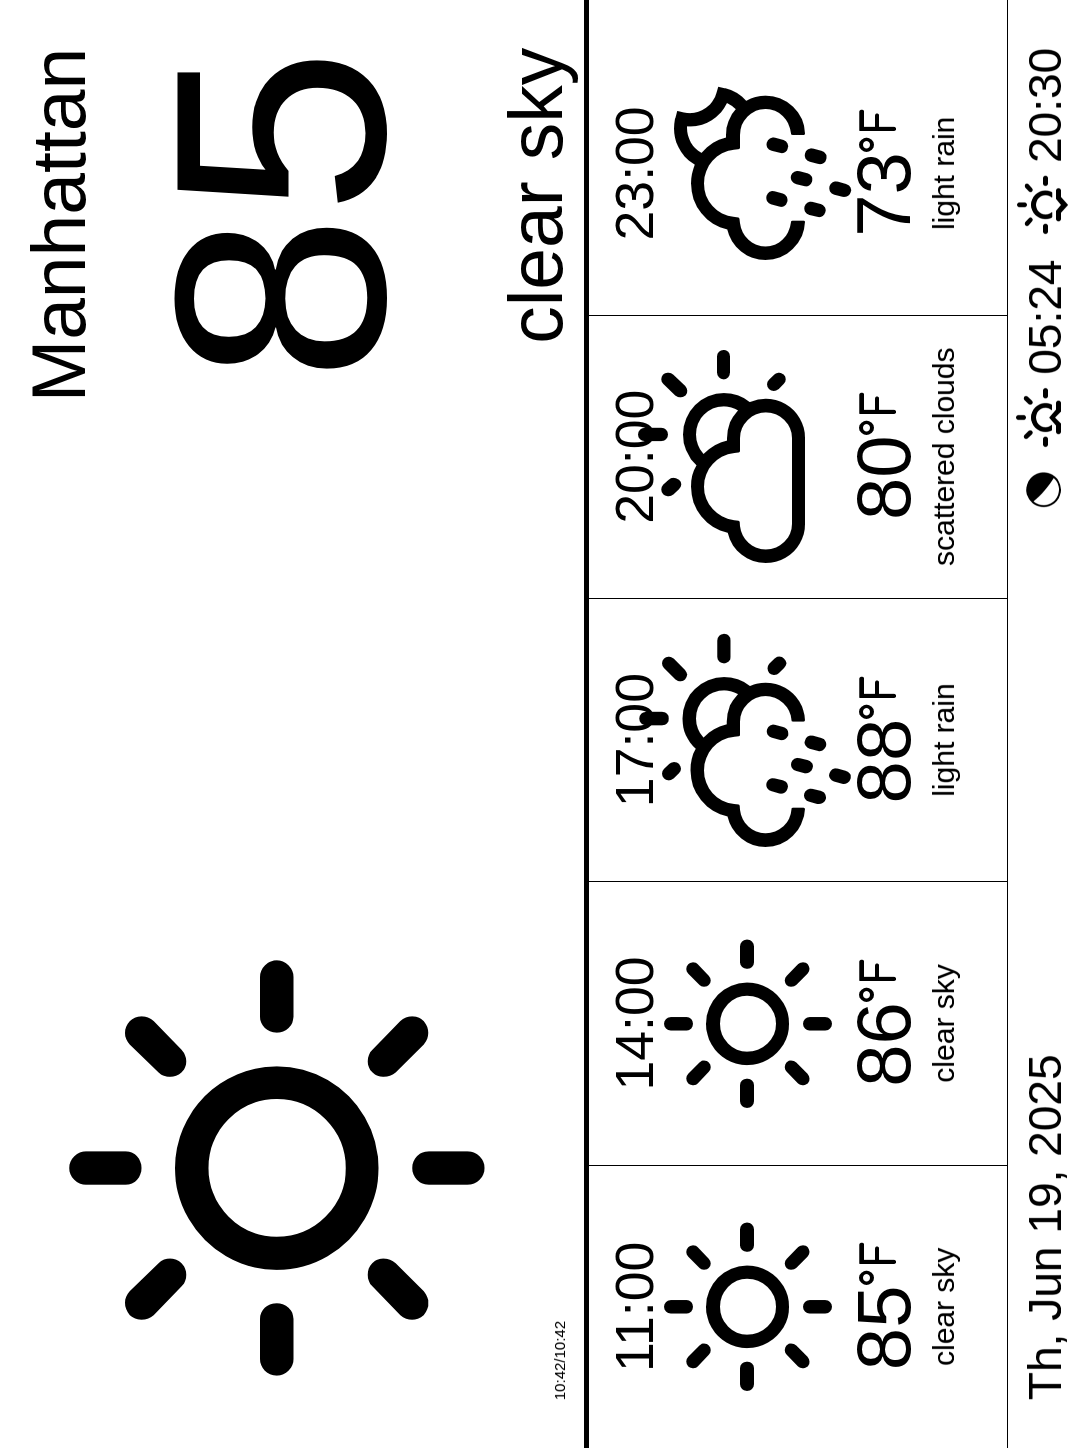 Manhattan
85
clear sky
10:42/10:42
11:00
85°F
clear sky
14:00
86°F
clear sky
17:00
88°F
light rain
20:00
80°F
scattered clouds
23:00
73°F
light rain
Th, Jun 19, 2025
05:24
20:30